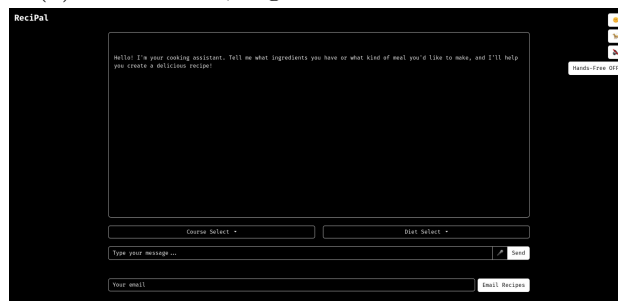 ReciPal
Hello! I'm your cooking assistant. Tell me what ingredients you have or what kind of meal you'd like to make, and I'll help
you create a delicious recipe!
Hands-Free OFF
Course Select
Diet Select
Type your message...
Send
Your email
Email Recipes